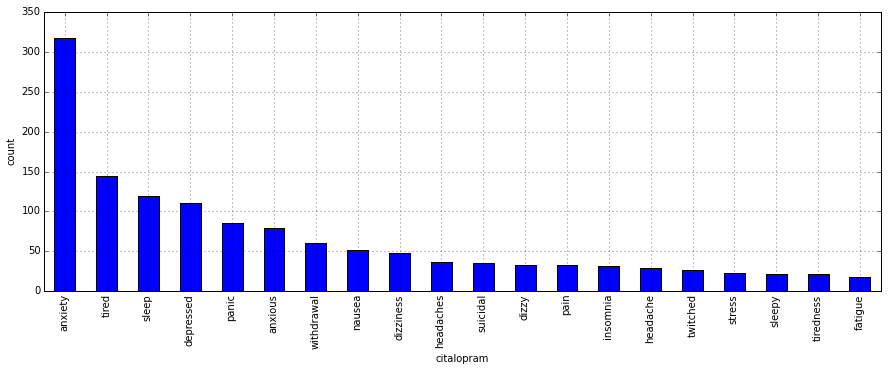 350
300
250
200
150
100
50
0
count
anxiety
tired
sleep
depressed
panic
anxious
withdrawal
nausea
dizziness
headaches
suicidal
dizzy
pain
insomnia
headache
twitched
stress
sleepy
tiredness
fatigue
citalopram